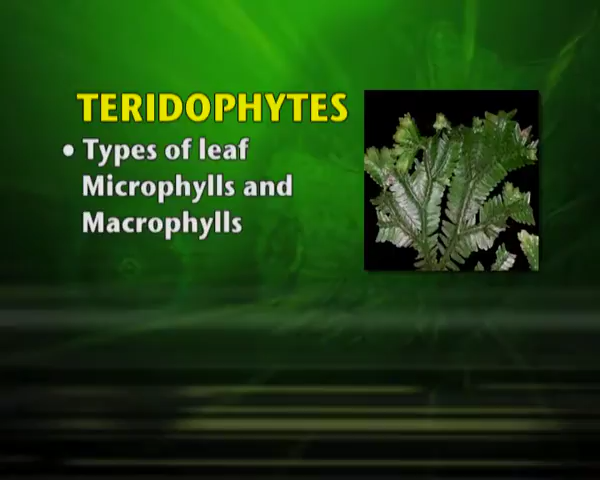 TERIDOPHYTES
• Types of leaf
Microphylls and
Macrophylls